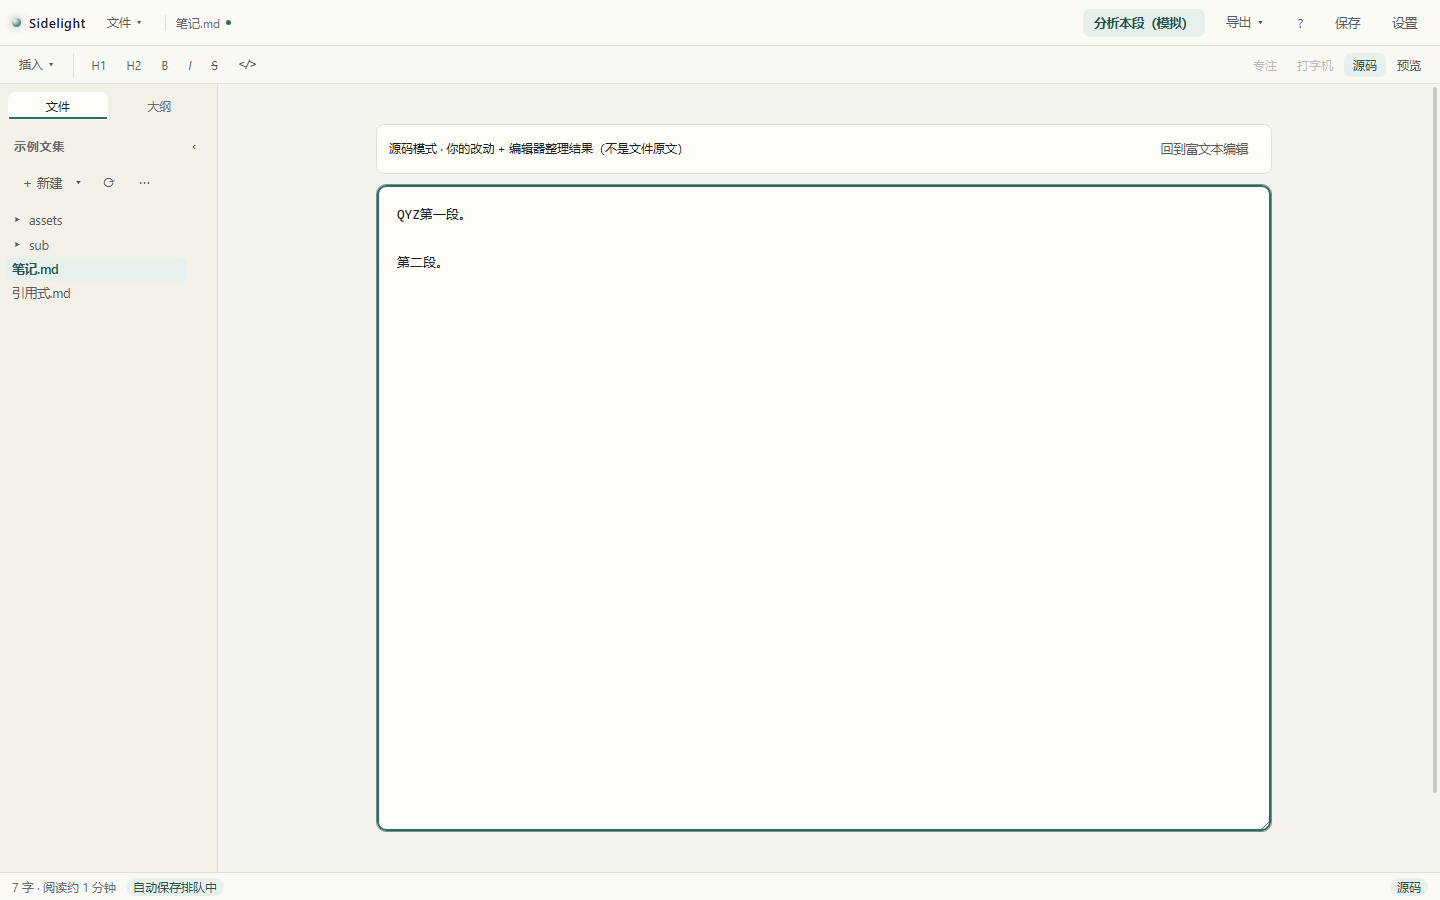 Sidelight 文件 笔记.md 分析本段（模拟） 导出 ? 保存 设置
插入 H1 H2 B I S </> 专注 打字机 源码 预览
文件 大纲
示例文集
+ 新建 ···
assets
sub
笔记.md
引用式.md
源码模式 · 你的改动 + 编辑器整理结果（不是文件原文） 回到富文本编辑
QYZ第一段。
第二段。
7 字 · 阅读约 1 分钟 自动保存排队中 源码